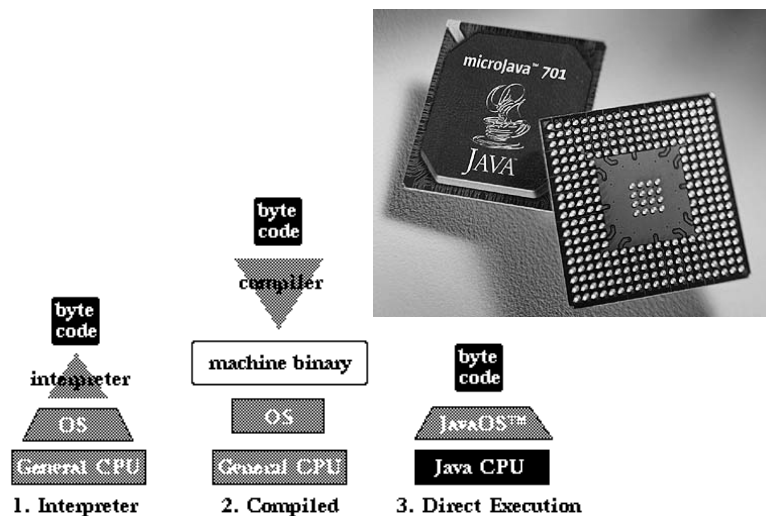 microJava™ 701
JAVA
byte
code
interpreter
OS
General CPU
1. Interpreter
byte
code
compiler
machine binary
OS
General CPU
2. Compiled
byte
code
JavaOS™
Java CPU
3. Direct Execution